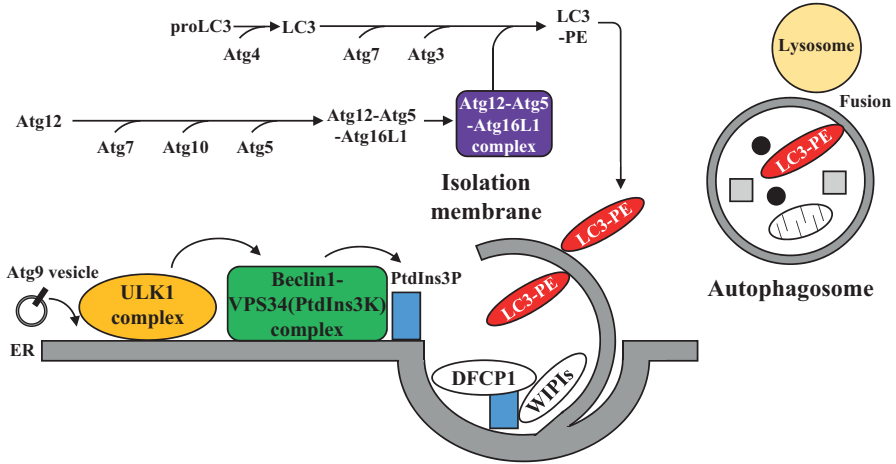 proLC3
LC3
LC3
-PE
Atg4
Atg7
Atg3
Lysosome
Fusion
Atg12
Atg7
Atg10
Atg5
Atg12-Atg5
-Atg16L1
Atg12-Atg5
-Atg16L1
complex
LC3-PE
Isolation
membrane
LC3-PE
LC3-PE
Autophagosome
Atg9 vesicle
ULK1
complex
Beclin1-
VPS34(PtdIns3K)
complex
PtdIns3P
ER
DFCP1
WIPIs